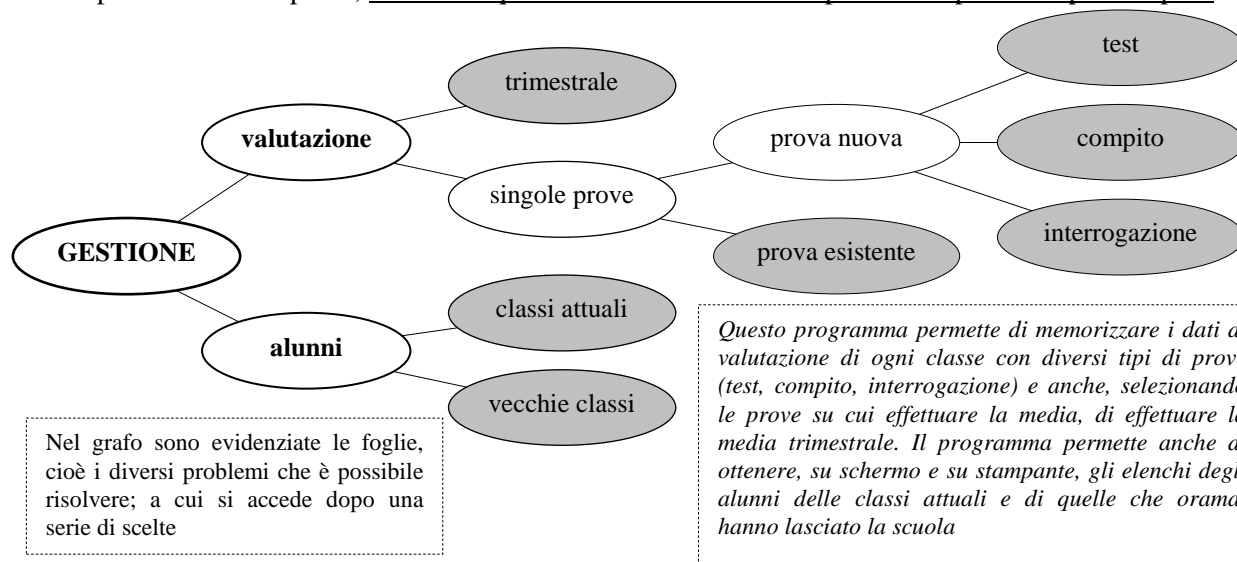 test
trimestrale
valutazione
prova nuova
compito
singole prove
GESTIONE
prova esistente
interrogazione
classi attuali
alunni
vecchie classi
Nel grafo sono evidenziate le foglie,
cioè i diversi problemi che è possibile
risolvere; a cui si accede dopo una
serie di scelte
Questo programma permette di memorizzare i dati d
valutazione di ogni classe con diversi tipi di prov
(test, compito, interrogazione) e anche, selezionand
le prove su cui effettuare la media, di effettuare l
media trimestrale. Il programma permette anche d
ottenere, su schermo e su stampante, gli elenchi degl
alunni delle classi attuali e di quelle che orama
hanno lasciato la scuola